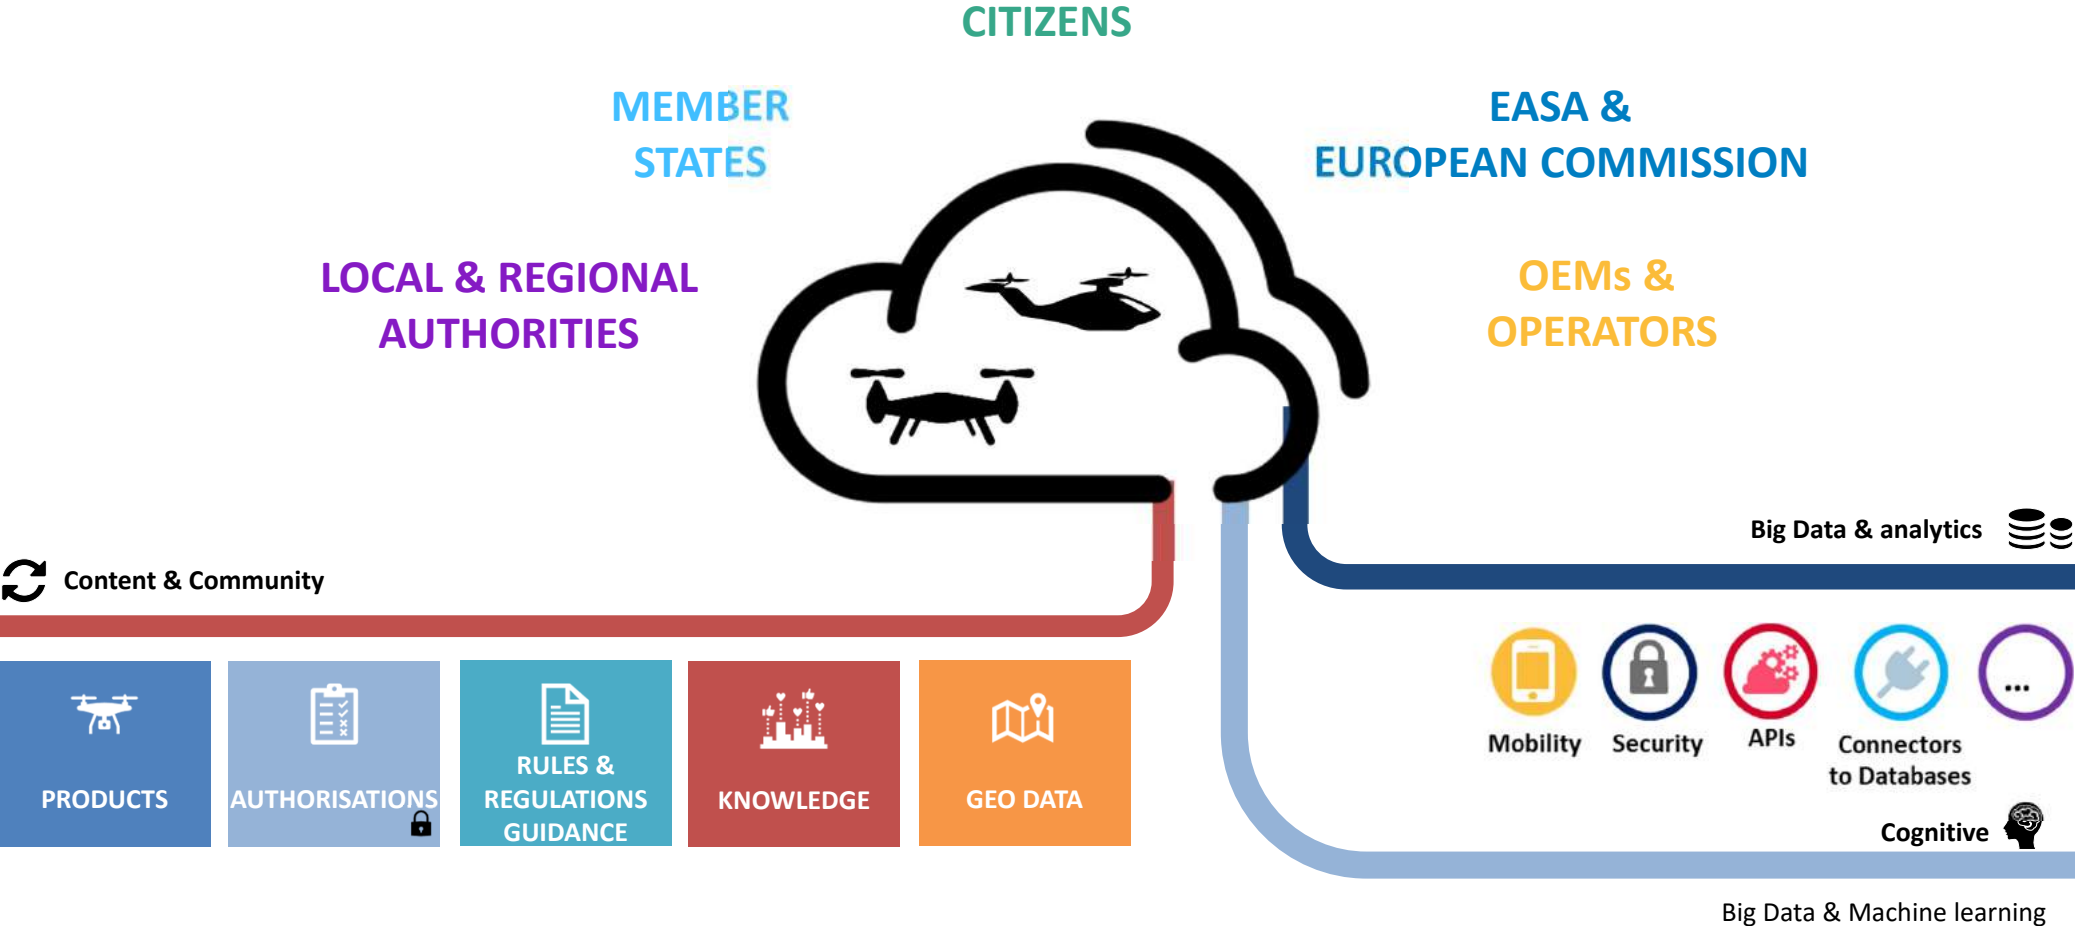 CITIZENS
MEMBER
STATES
EASA &
EUROPEAN COMMISSION
LOCAL & REGIONAL
AUTHORITIES
OEMs &
OPERATORS
Big Data & analytics
Content & Community
PRODUCTS
AUTHORISATIONS
RULES &
REGULATIONS
GUIDANCE
KNOWLEDGE
GEO DATA
Mobility
Security
APIs
Connectors
to Databases
...
Cognitive
Big Data & Machine learning